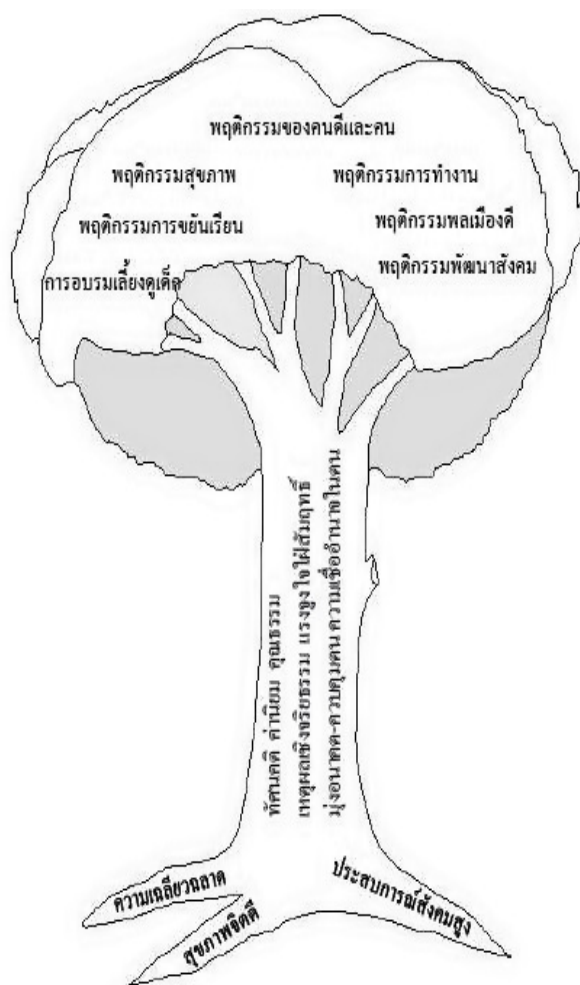 พฤติกรรมของคนดีและคน
พฤติกรรมสุขภาพ
พฤติกรรมการทำงาน
พฤติกรรมการขยันเรียน
พฤติกรรมพลเมืองดี
การอบรมเลี้ยงดูเด็ด
พฤติกรรมพัฒนาสังคม
ทัศนคติ ค่านิยม คุณธรรม
เหตุผลเชิงจริยธรรม แรงจูงใจใฝ่สัมฤทธิ์
มุ่งอนาคต-ควบคุมตน ความเชื่ออำนาจในตน
ความเฉลียวฉลาด
สุขภาพจิตดี
ประสบการณ์สังคมสูง